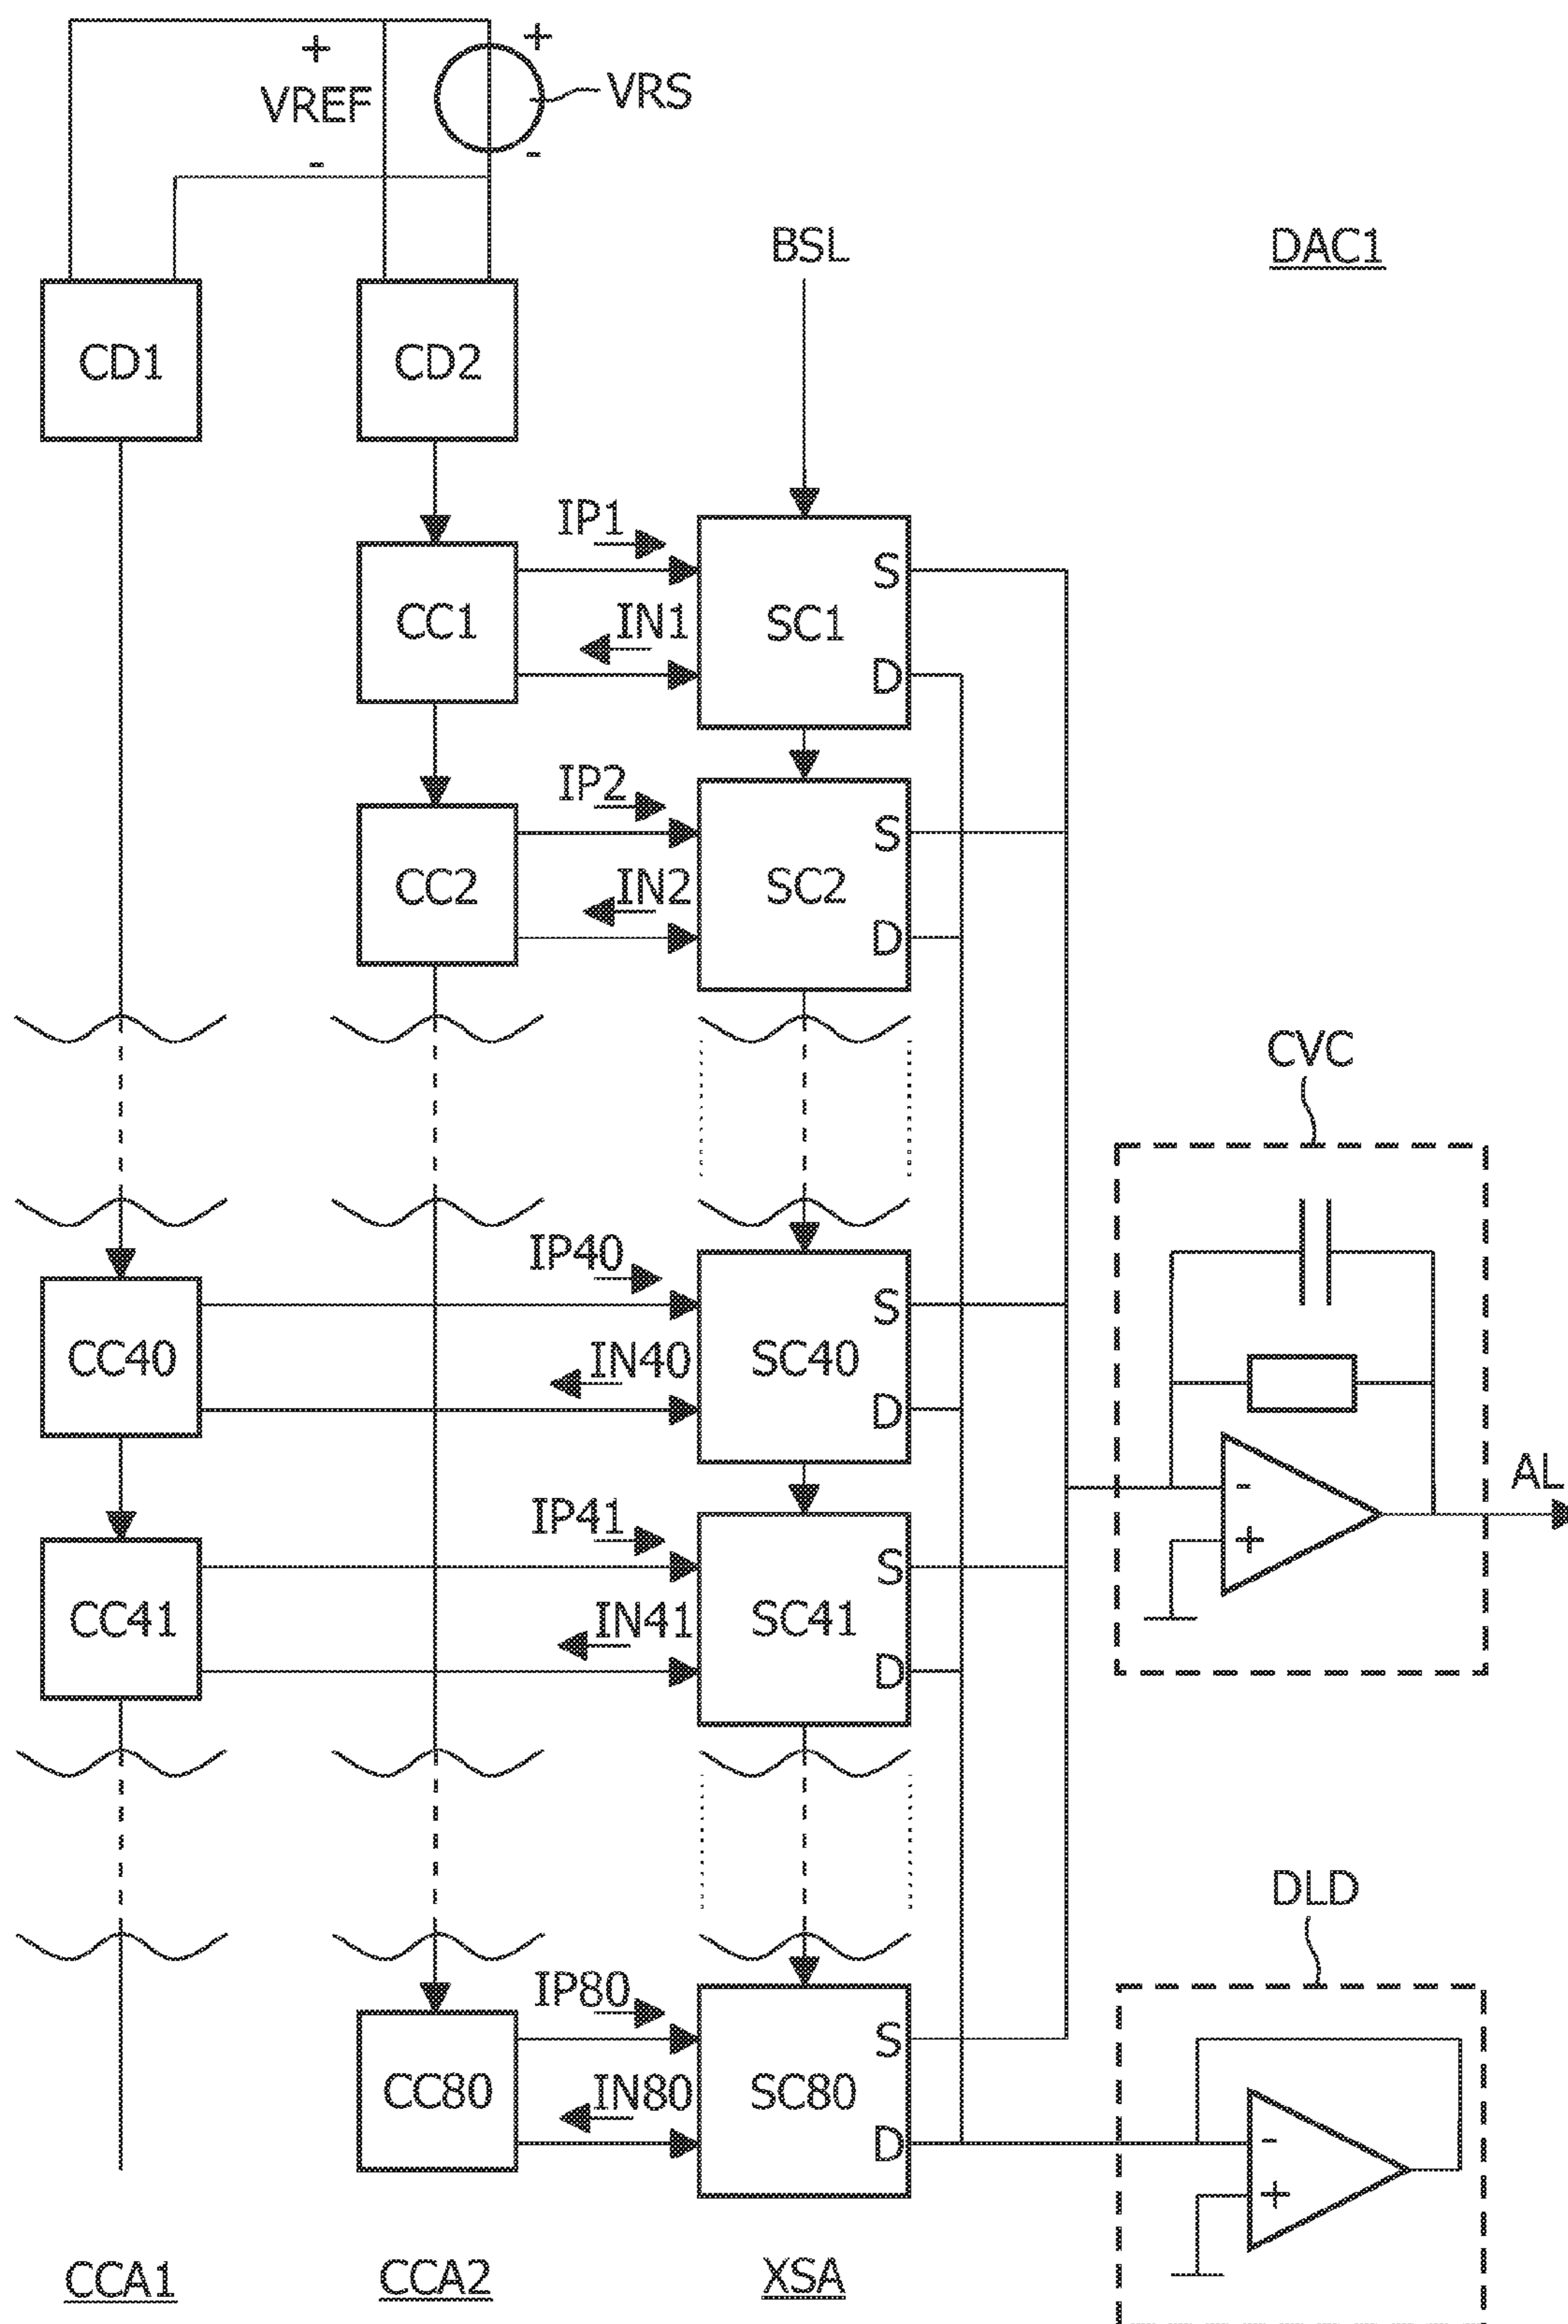 + +
VREF VRS
- -
BSL DAC1
CD1 CD2
IP1
S
CC1 IN1 SC1
D
IP2
S
CC2 IN2 SC2
D
CVC
IP40
S
CC40 IN40 SC40
D
AL
-
IP41
+
S
CC41 IN41 SC41
D
DLD
IP80
S
CC80 IN80 SC80
D
-
+
CCA1 CCA2 XSA